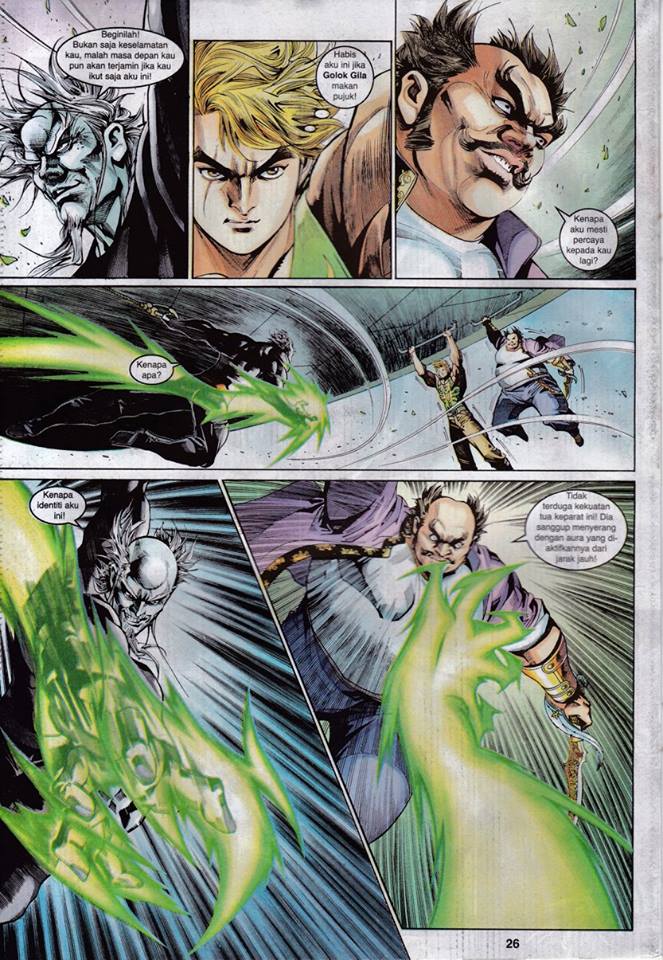 Beginilah!
Bukan saja keselamatan
kau, malah masa depan kau
pun akan terjamin jika kau
ikut saja aku ini!
Habis
aku ini jika
Golok Gila
makan
pujuk!
Kenapa
aku mesti
percaya
kepada kau
lagi?
Kenapa
apa?
Kenapa
identiti aku
ini!
Tidak
terduga kekuatan
tua keparat ini! Dia
sanggup menyerang
dengan aura yang di-
aktifkannya dari
jarak jauh!
26